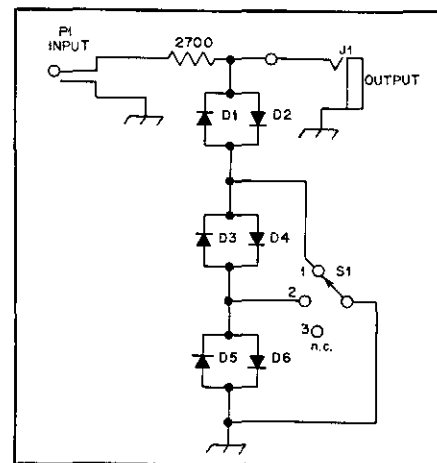 P1
INPUT
2700
J1
OUTPUT
D1
D2
D3
D4
1
S1
2
3
n.c.
D5
D6